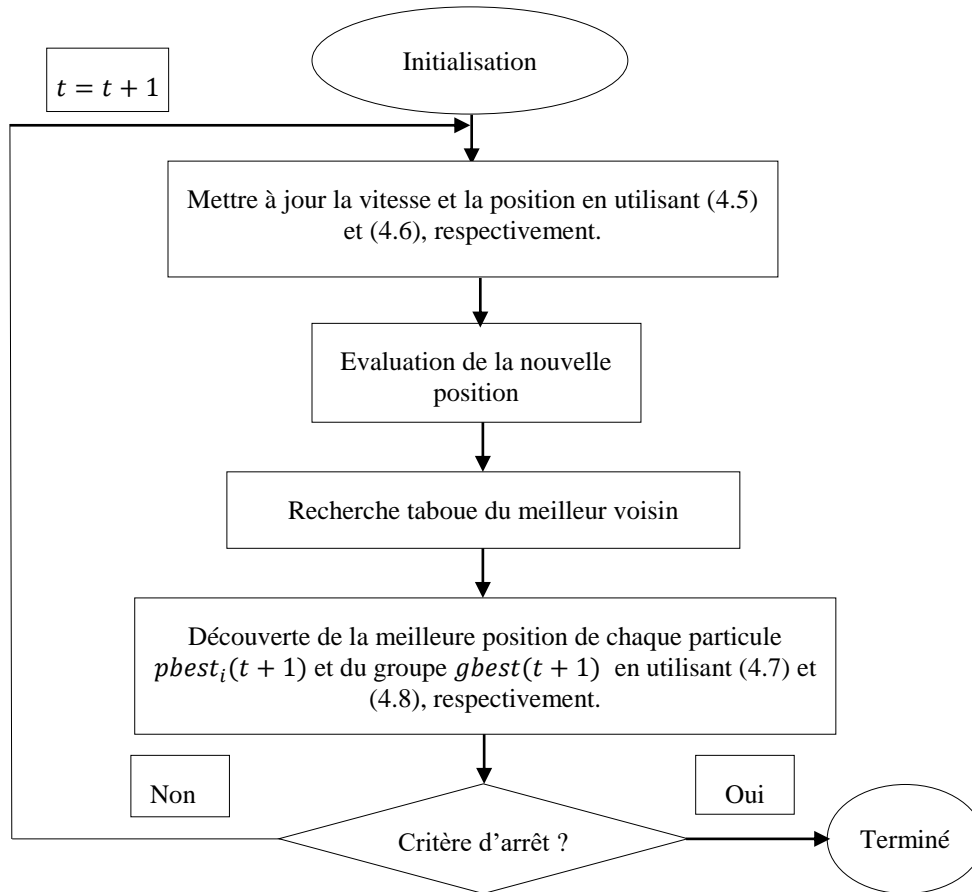 Initialisation
𝑡 = 𝑡 + 1
Mettre à jour la vitesse et la position en utilisant (4.5)
et (4.6), respectivement.
Evaluation de la nouvelle
position
Recherche taboue du meilleur voisin
Découverte de la meilleure position de chaque particule
𝑝𝑏𝑒𝑠𝑡ᵢ(𝑡 + 1) et du groupe 𝑔𝑏𝑒𝑠𝑡(𝑡 + 1) en utilisant (4.7) et
(4.8), respectivement.
Non
Oui
Critère d’arrêt ?
Terminé